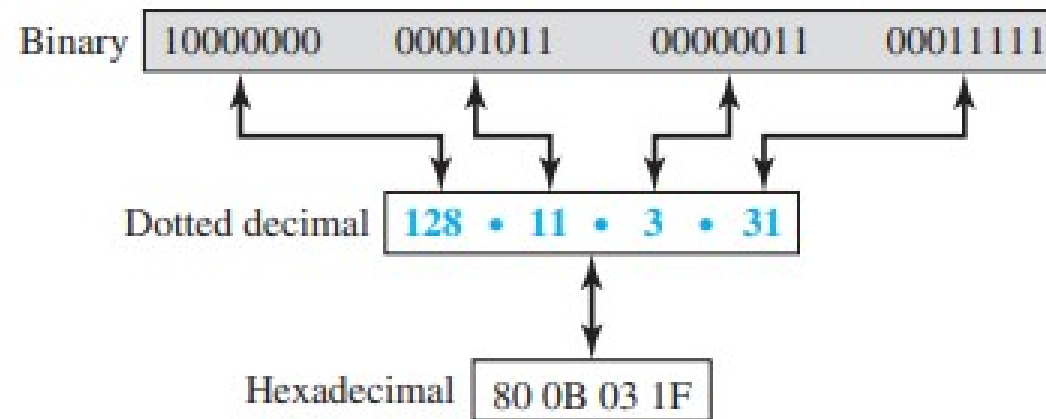 Binary 10000000 00001011 00000011 00011111
Dotted decimal 128 • 11 • 3 • 31
Hexadecimal 80 0B 03 1F